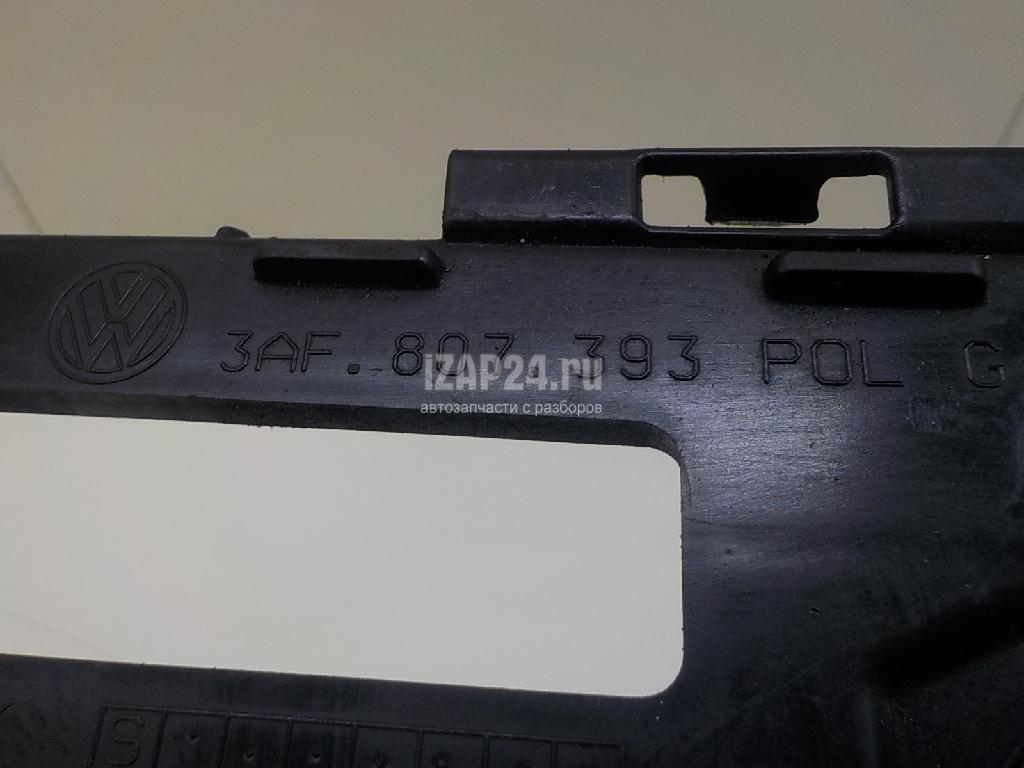 3AF.807.393 POL G
iZAP24.ru
автозапчасти с разборов
S